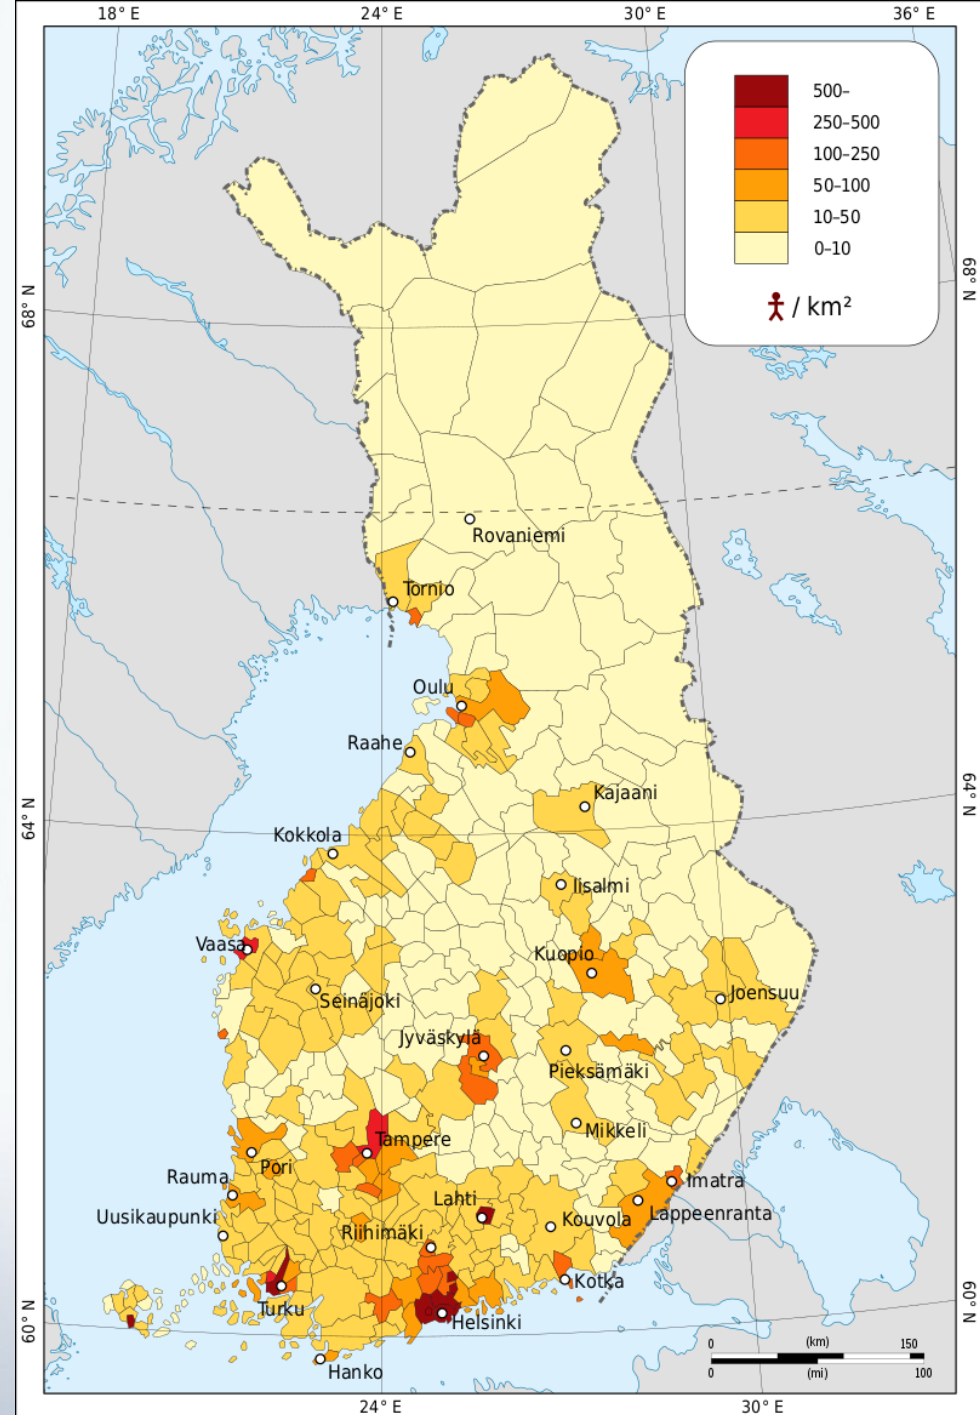 18° E
24° E
30° E
36° E
500–
250–500
100–250
50–100
10–50
0–10
/ km²
68° N
68° N
Rovaniemi
Tornio
Oulu
Raahe
Kajaani
64° N
64° N
Kokkola
Iisalmi
Vaasa
Kuopio
Seinäjoki
Joensuu
Jyväskylä
Pieksämäki
Mikkeli
Tampere
Pori
Rauma
Imatra
Lahti
Lappeenranta
Uusikaupunki
Kouvola
Riihimäki
Kotka
Turku
Helsinki
60° N
60° N
Hanko
0 (km) 150
0 (mi) 100
24° E
30° E